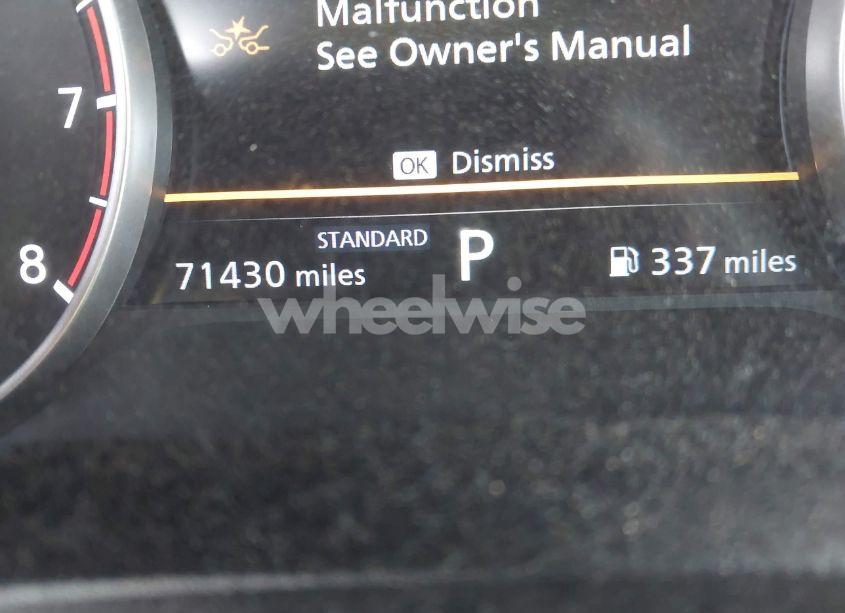 Malfunction
See Owner's Manual
7
OK Dismiss
STANDARD
P
8
71430 miles
337 miles
wheelwise